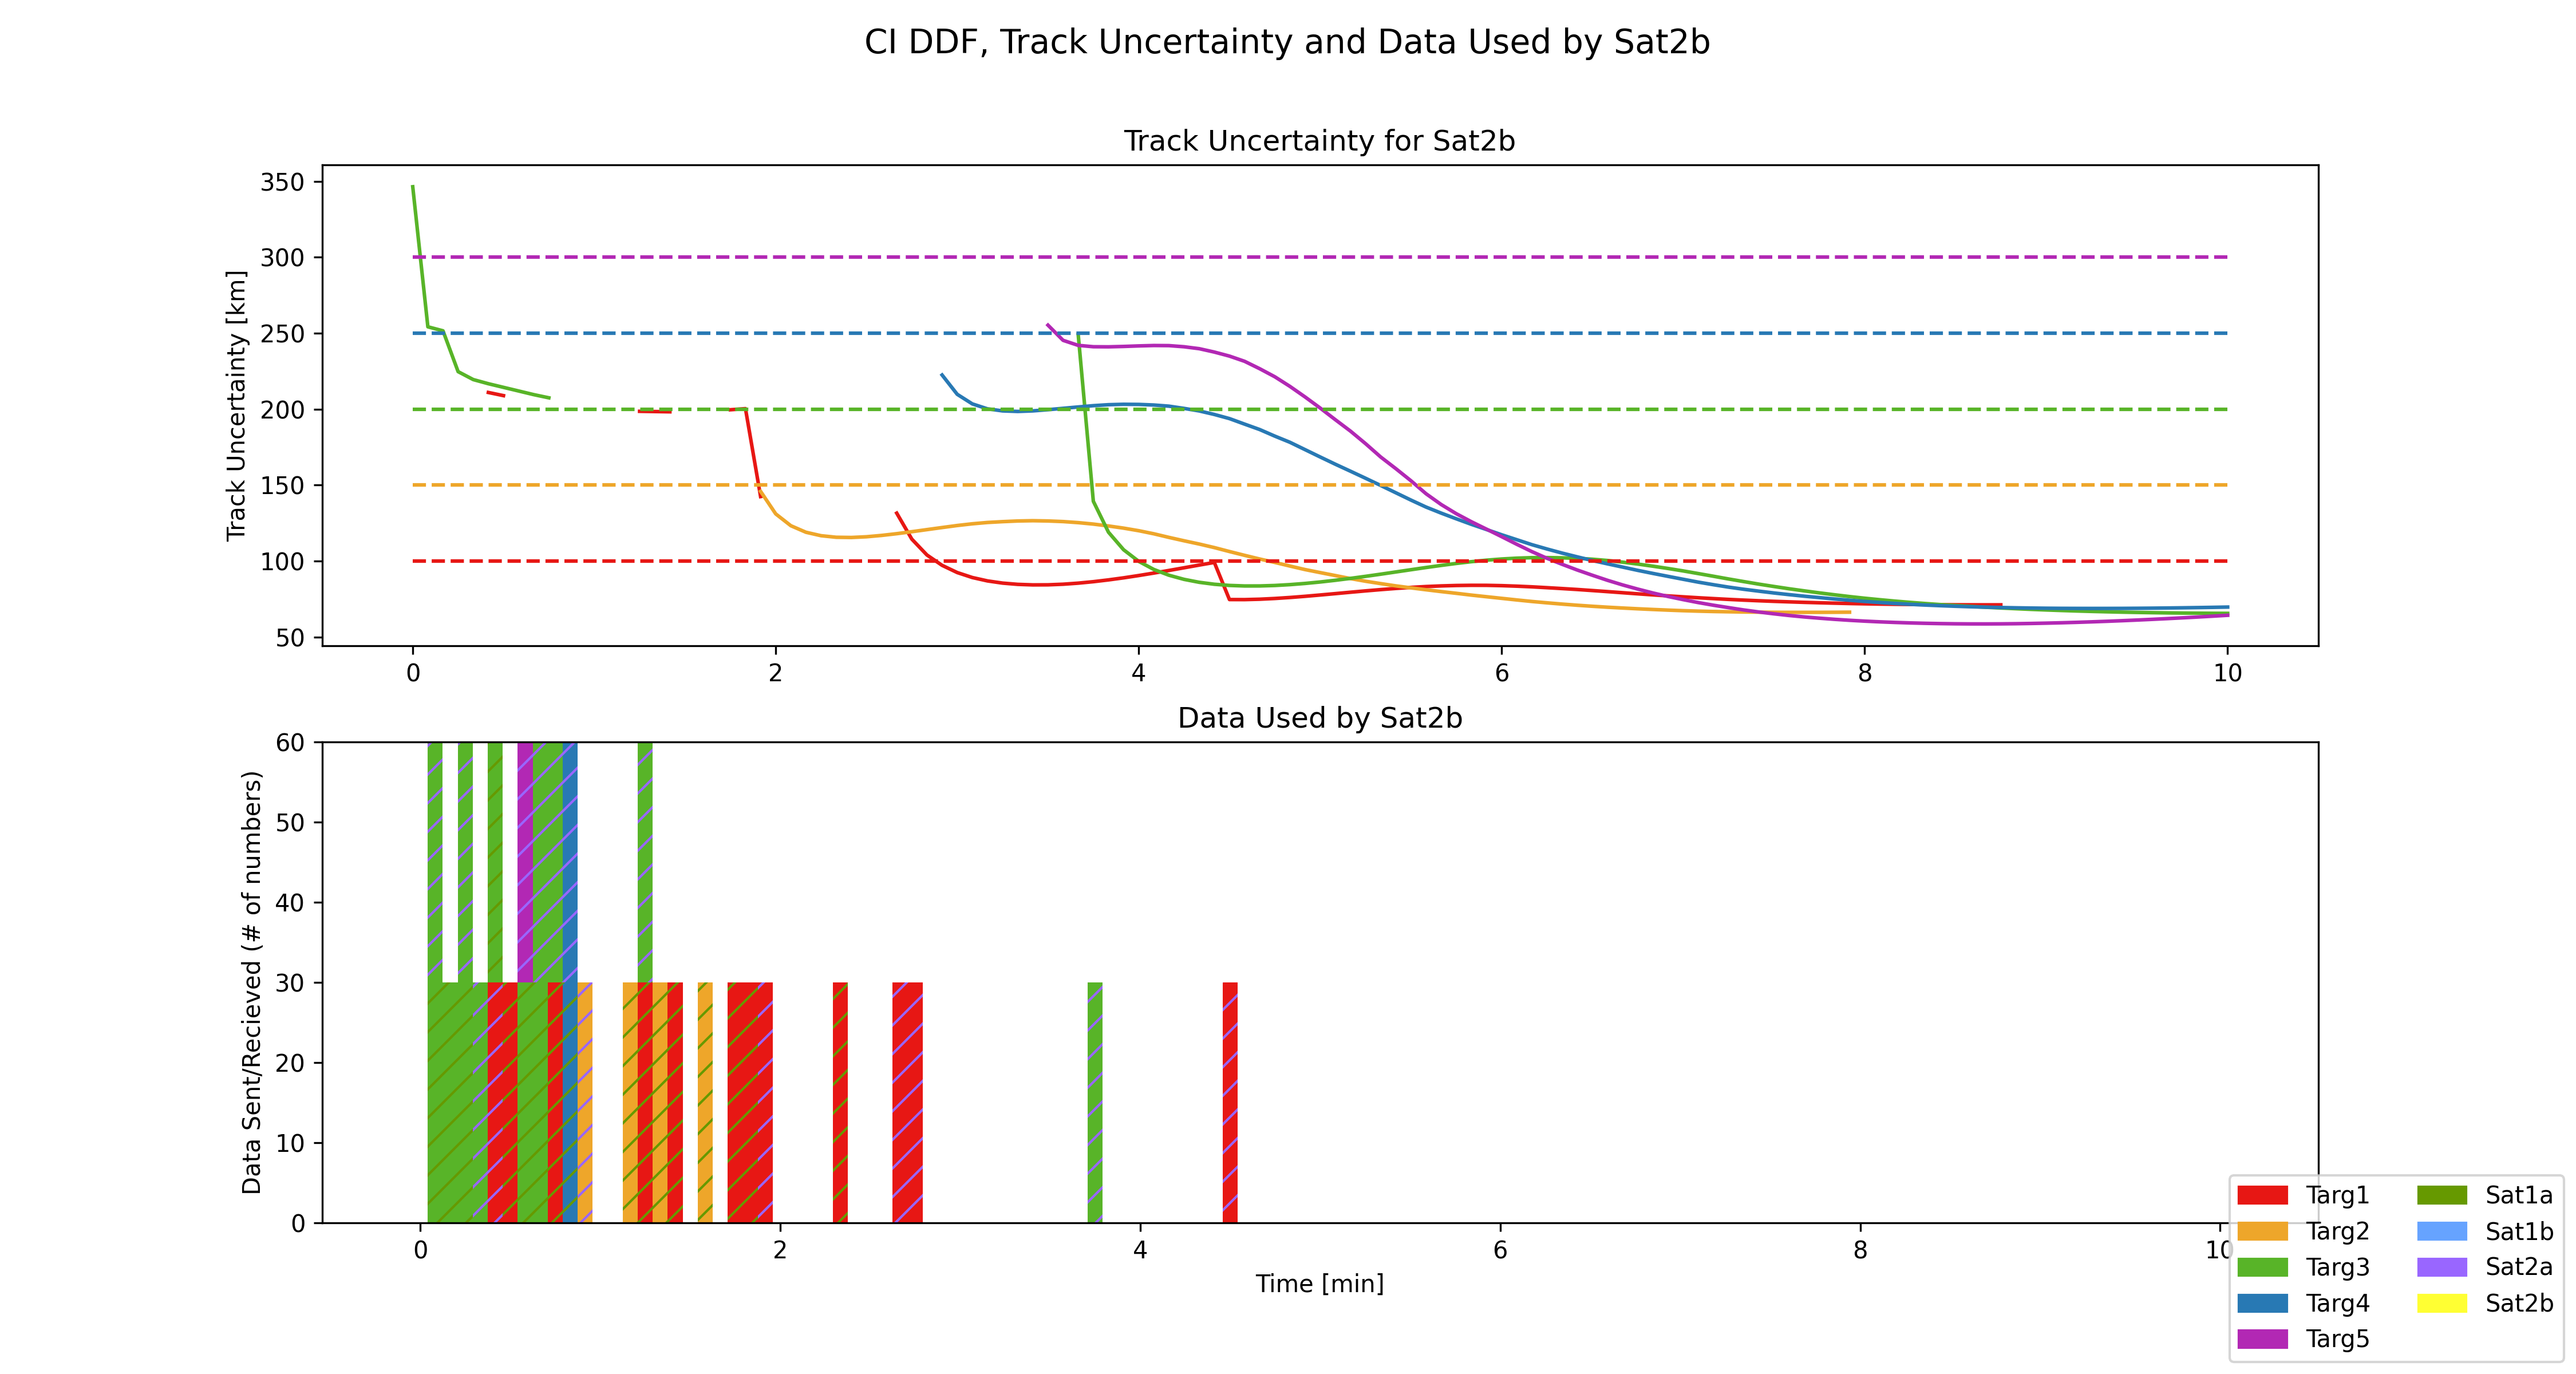 CI DDF, Track Uncertainty and Data Used by Sat2b
Track Uncertainty for Sat2b
Track Uncertainty [km]
350
300
250
200
150
100
50
0 2 4 6 8 10
Data Used by Sat2b
Data Sent/Recieved (# of numbers)
60
50
40
30
20
10
0
0 2 4 6 8 10
Time [min]
Targ1
Targ2
Targ3
Targ4
Targ5
Sat1a
Sat1b
Sat2a
Sat2b